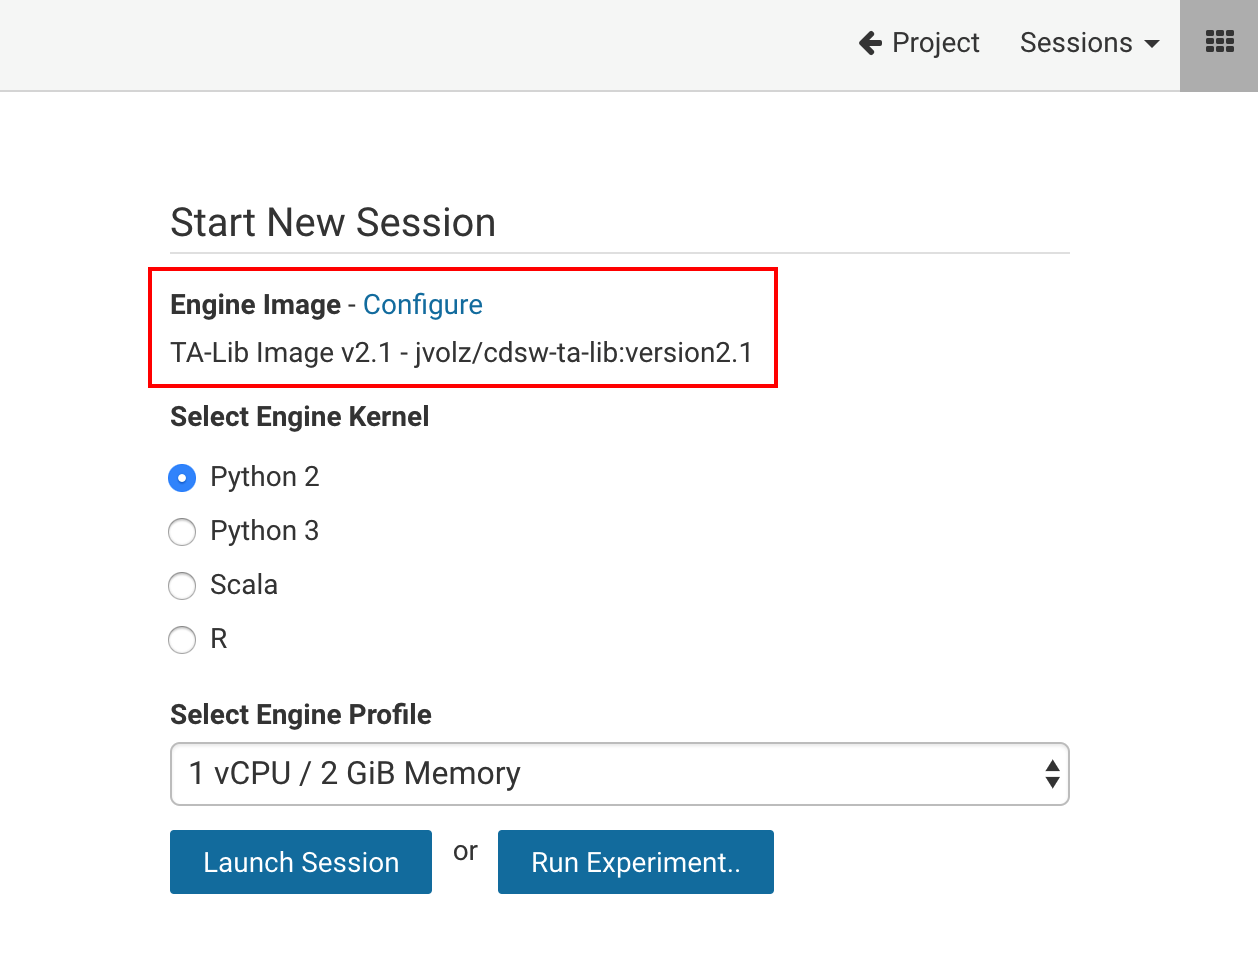 Project Sessions
Start New Session
Engine Image - Configure
TA-Lib Image v2.1 - jvolz/cdsw-ta-lib:version2.1
Select Engine Kernel
Python 2
Python 3
Scala
R
Select Engine Profile
1 vCPU / 2 GiB Memory
Launch Session or Run Experiment..